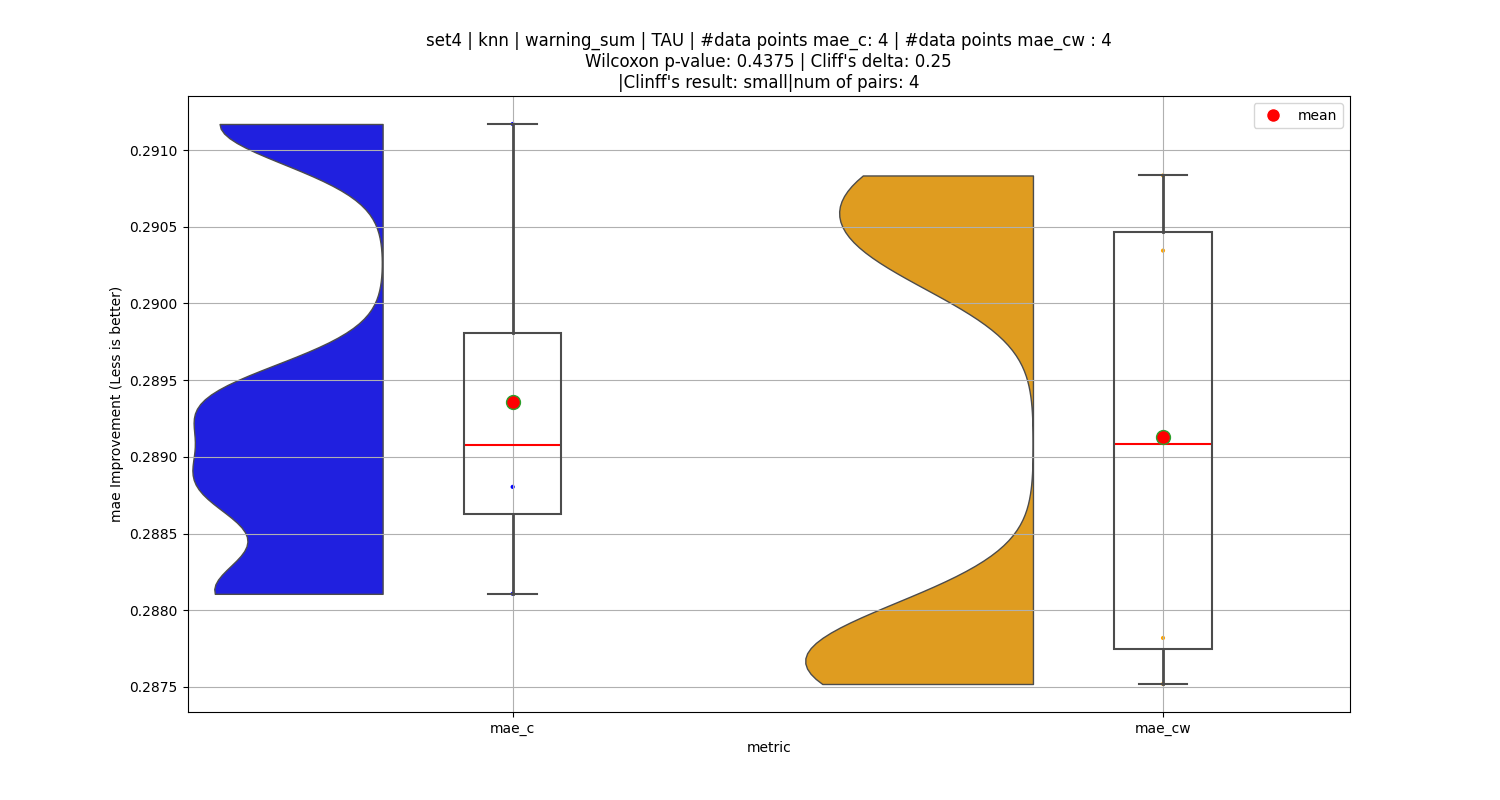 set4 | knn | warning_sum | TAU | #data points mae_c: 4 | #data points mae_cw : 4
Wilcoxon p-value: 0.4375 | Cliff's delta: 0.25
|Clinff's result: small|num of pairs: 4
mean
0.2910
0.2905
0.2900
0.2895
0.2890
0.2885
0.2880
0.2875
mae Improvement (Less is better)
mae_c
mae_cw
metric